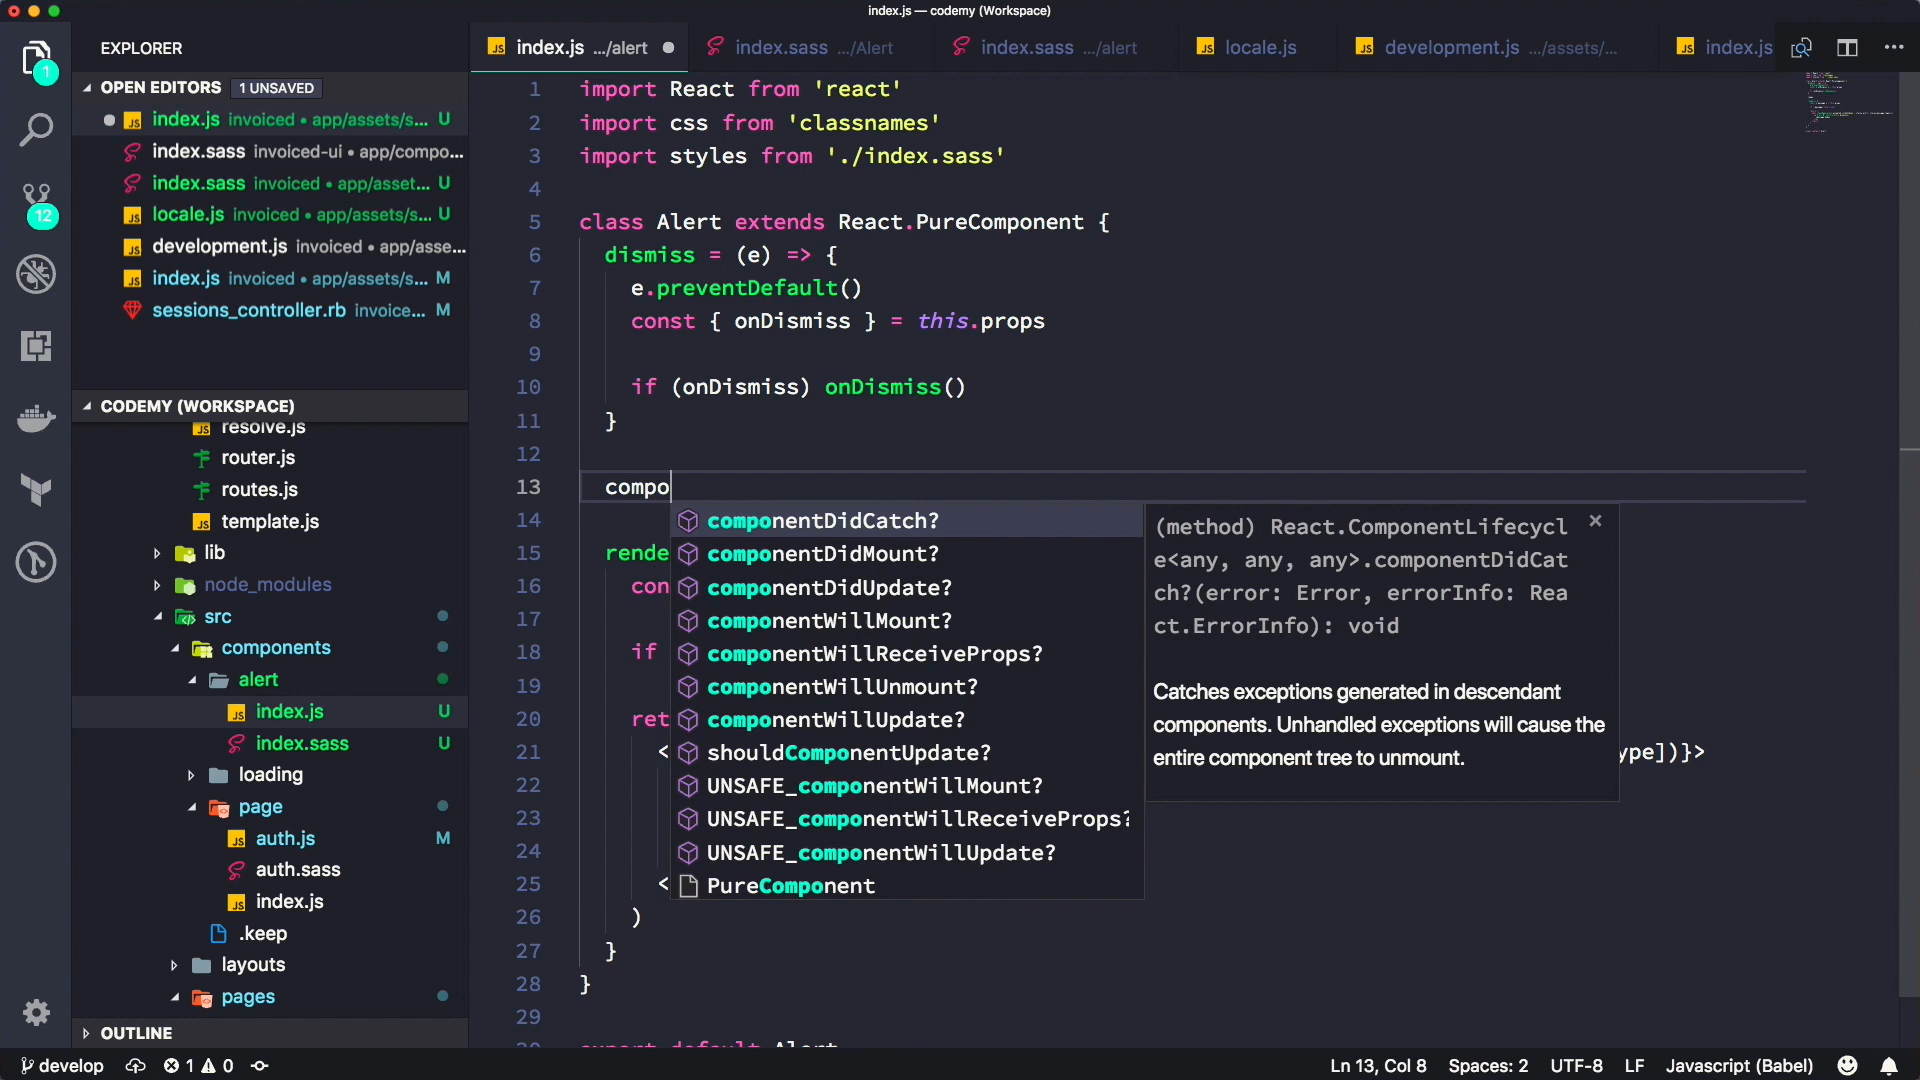 index.js — codemy (Workspace)
EXPLORER
OPEN EDITORS 1 UNSAVED
index.js invoiced • app/assets/s... U
index.sass invoiced-ui • app/compo...
index.sass invoiced • app/asset... U
locale.js invoiced • app/assets/s... U
development.js invoiced • app/asse...
index.js invoiced • app/assets/s... M
sessions_controller.rb invoice... M
1
12
CODEMY (WORKSPACE)
resolve.js
router.js
routes.js
template.js
lib
node_modules
src
components
alert
index.js U
index.sass U
loading
page
auth.js M
auth.sass
index.js
.keep
layouts
pages
OUTLINE
index.js .../alert
index.sass .../Alert
index.sass .../alert
locale.js
development.js .../assets/...
index.js
1 import React from 'react'
2 import css from 'classnames'
3 import styles from './index.sass'
4
5 class Alert extends React.PureComponent {
6 dismiss = (e) => {
7 e.preventDefault()
8 const { onDismiss } = this.props
9
10 if (onDismiss) onDismiss()
11 }
12
13 compo
14
15 rende
16 con
17
18 if
19
20 ret
21 < ype])}>
22
23
24
25 <
26 )
27 }
28 }
29
export default Alert
componentDidCatch?
componentDidMount?
componentDidUpdate?
componentWillMount?
componentWillReceiveProps?
componentWillUnmount?
componentWillUpdate?
shouldComponentUpdate?
UNSAFE_componentWillMount?
UNSAFE_componentWillReceiveProps?
UNSAFE_componentWillUpdate?
PureComponent
(method) React.ComponentLifecycl
e<any, any, any>.componentDidCat
ch?(error: Error, errorInfo: Rea
ct.ErrorInfo): void
Catches exceptions generated in descendant
components. Unhandled exceptions will cause the
entire component tree to unmount.
develop 1 0 Ln 13, Col 8 Spaces: 2 UTF-8 LF Javascript (Babel)